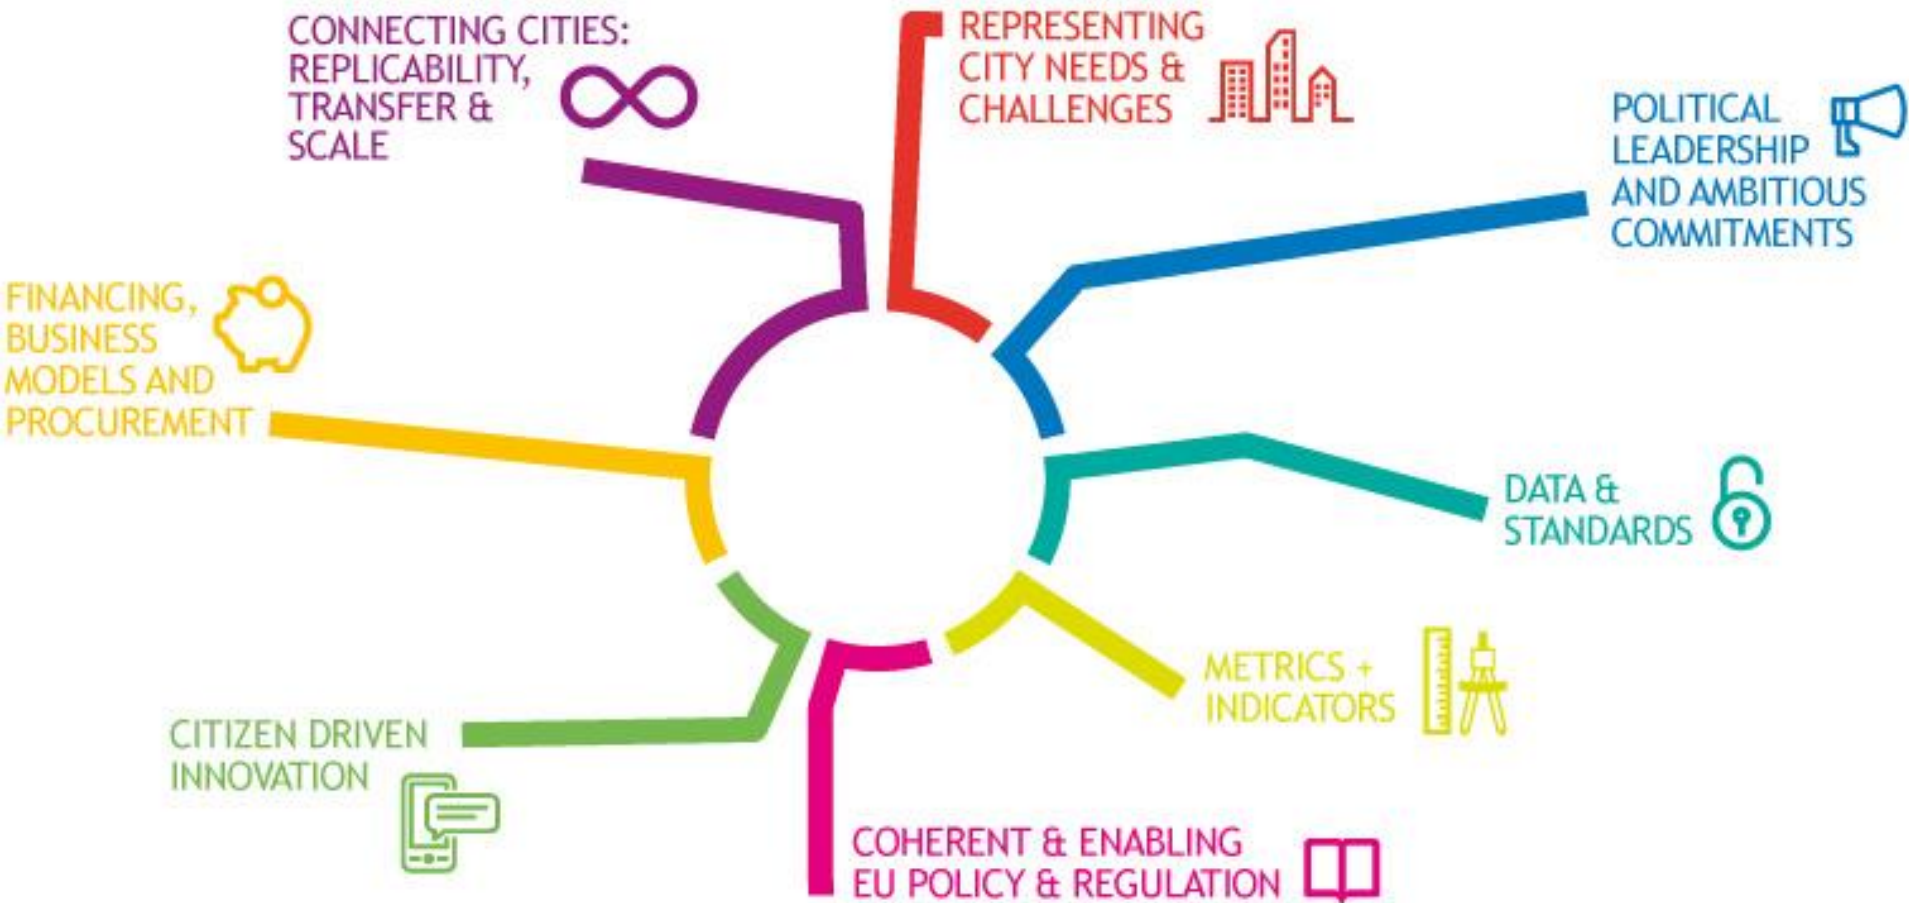 CONNECTING CITIES:
REPLICABILITY,
TRANSFER &
SCALE
REPRESENTING
CITY NEEDS &
CHALLENGES
POLITICAL
LEADERSHIP
AND AMBITIOUS
COMMITMENTS
FINANCING,
BUSINESS
MODELS AND
PROCUREMENT
DATA &
STANDARDS
METRICS +
INDICATORS
CITIZEN DRIVEN
INNOVATION
COHERENT & ENABLING
EU POLICY & REGULATION